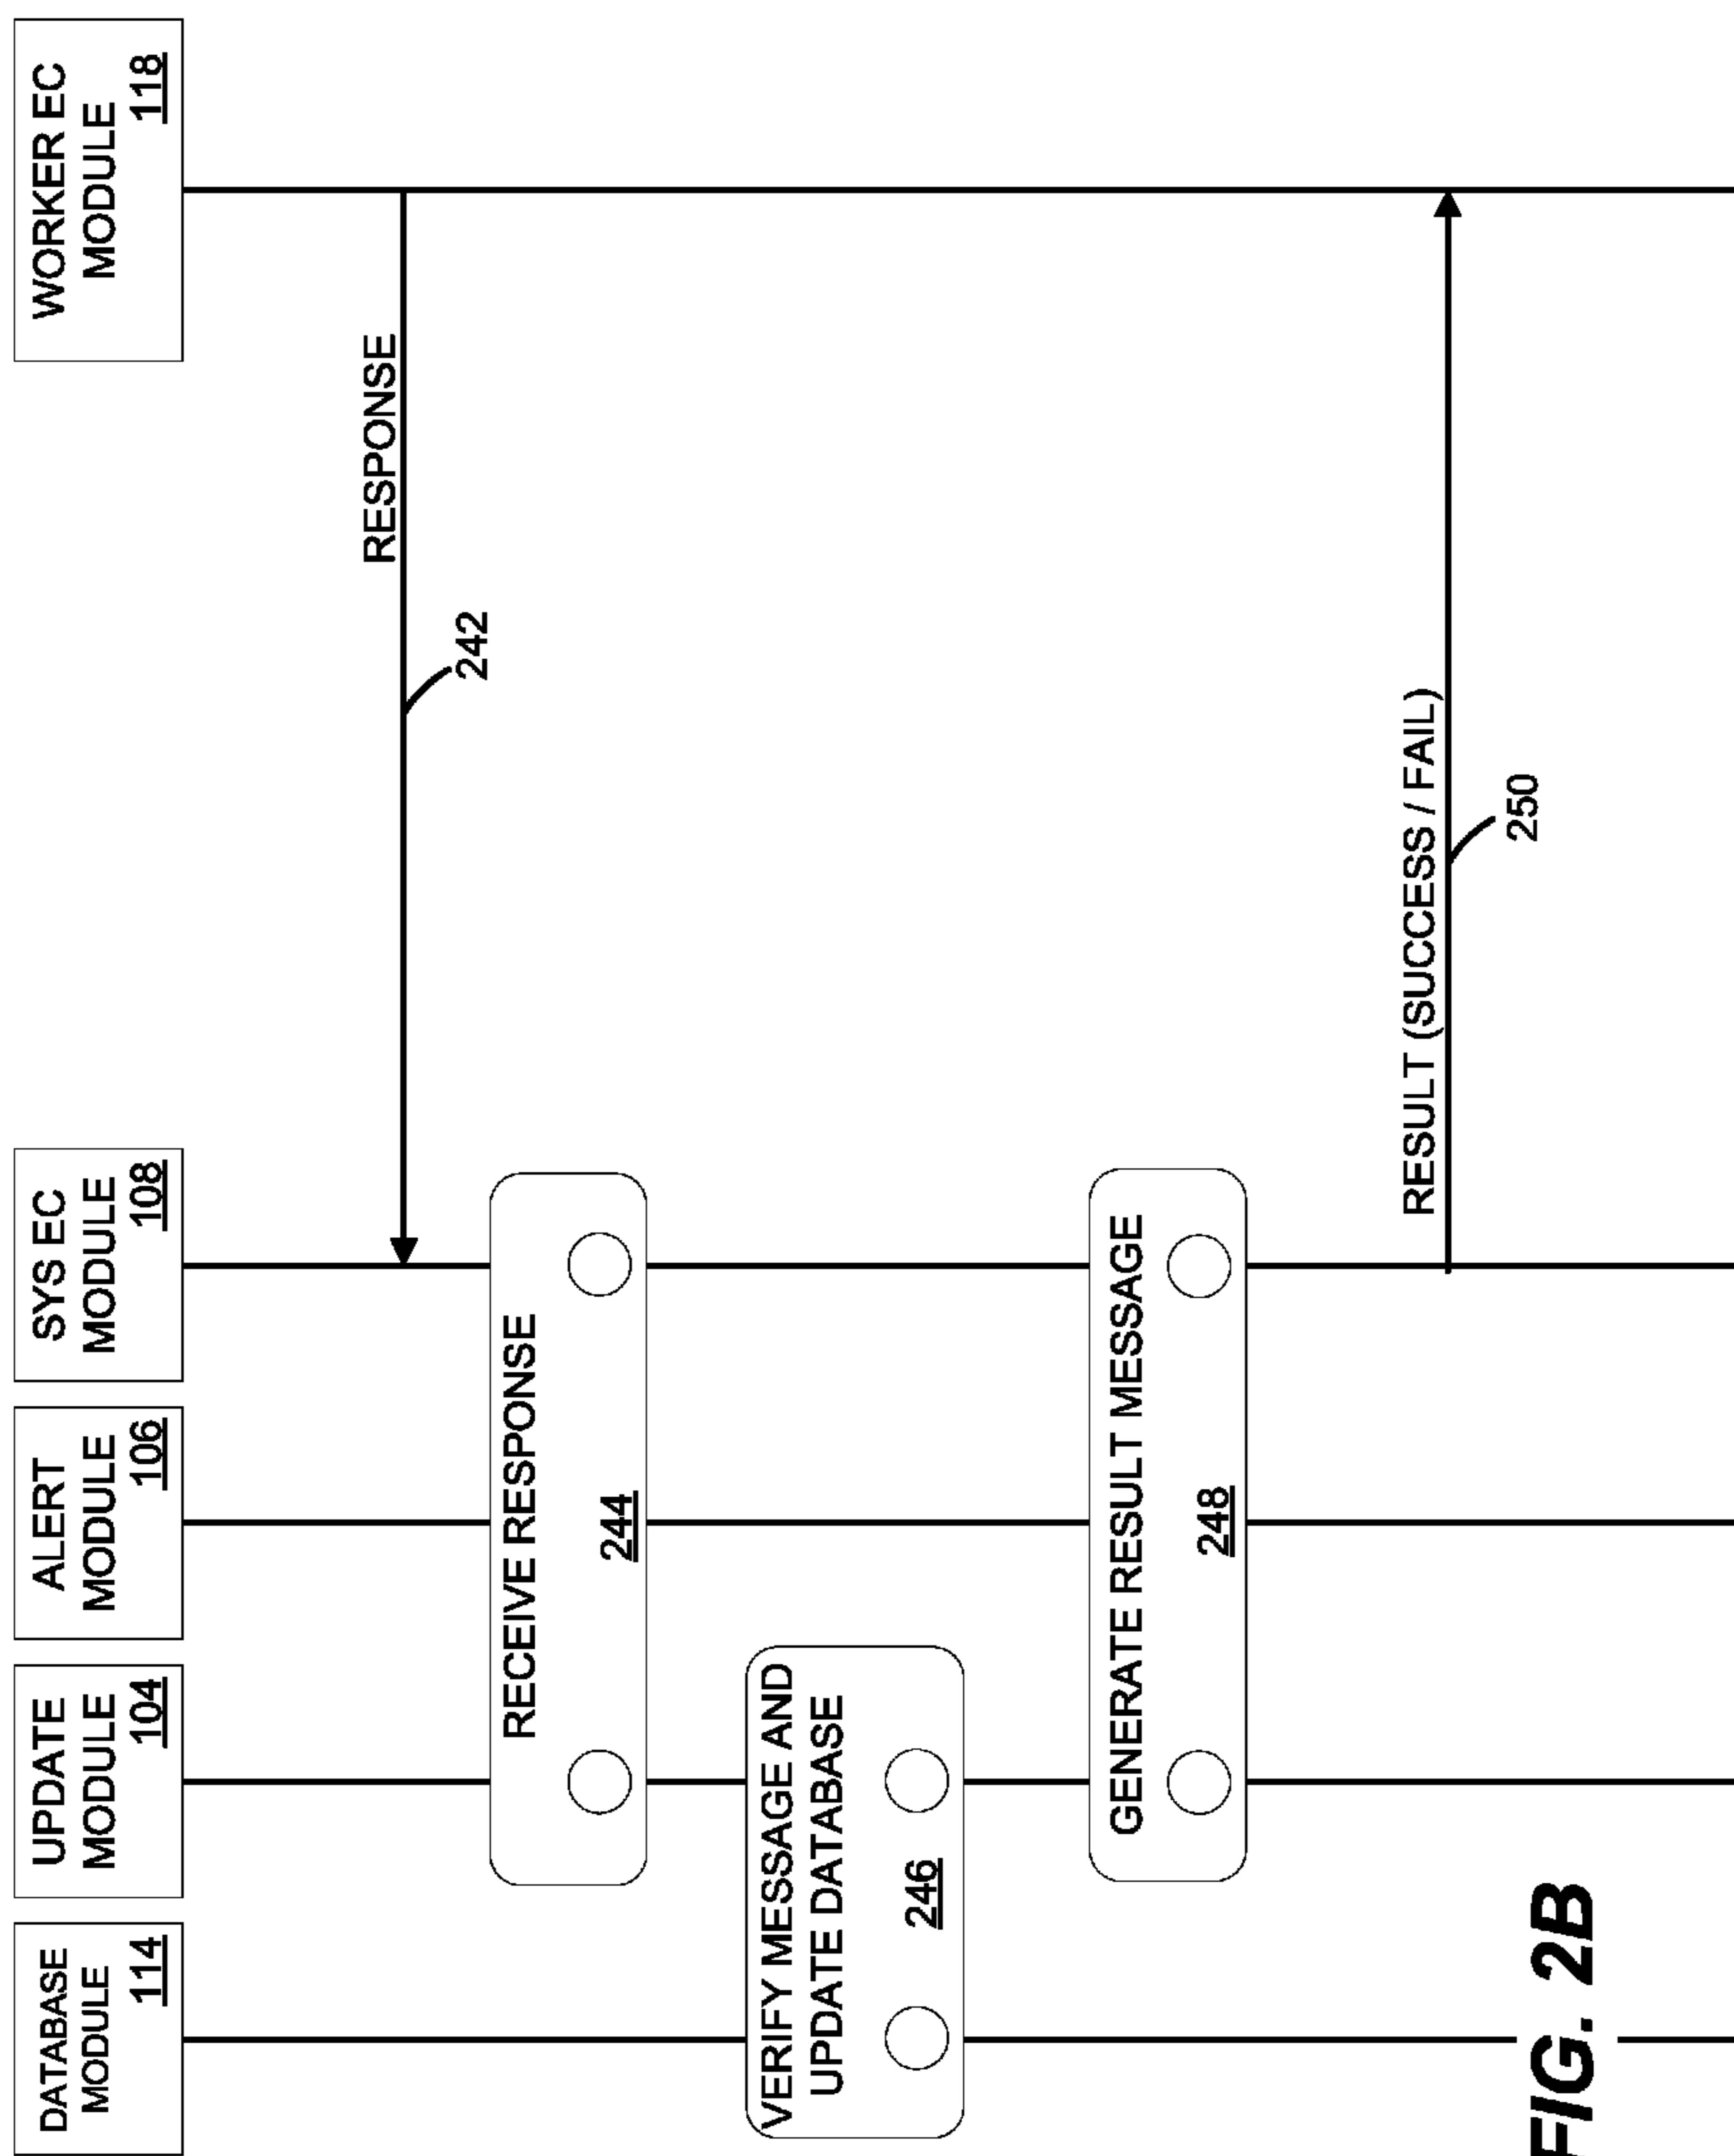 DATABASE
MODULE
114
UPDATE
MODULE
104
ALERT
MODULE
106
SYS EC
MODULE
108
WORKER EC
MODULE
118
RESPONSE
242
RECEIVE RESPONSE
244
VERIFY MESSAGE AND
UPDATE DATABASE
246
GENERATE RESULT MESSAGE
248
RESULT (SUCCESS / FAIL)
250
FIG. 2B